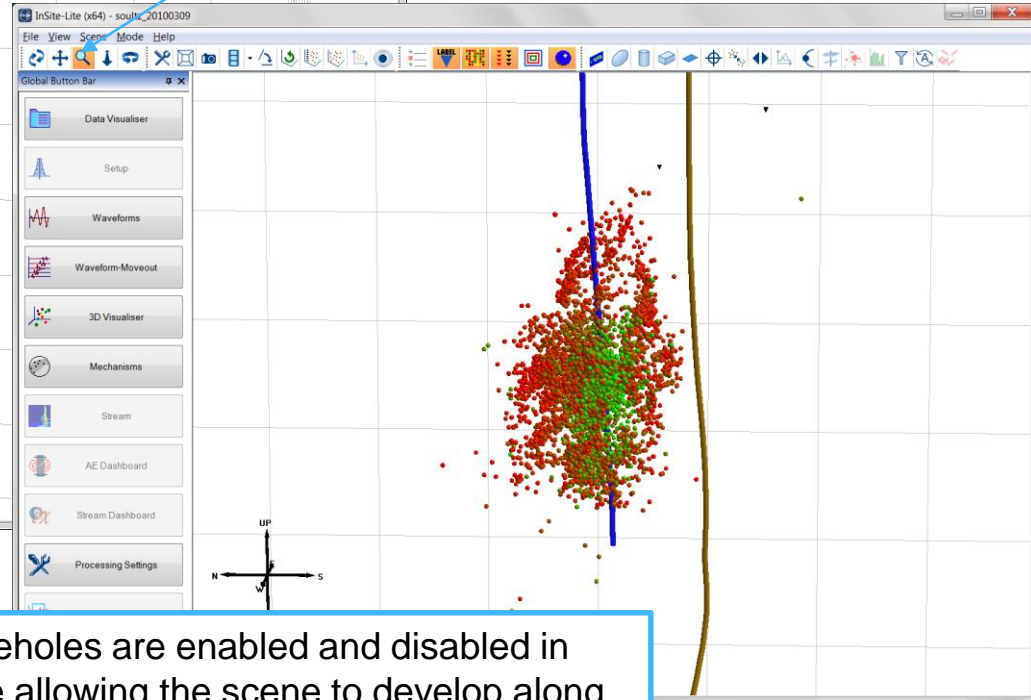 InSite-Lite (x64) - soultz_20100309
File View Scene Mode Help
LABEL
Global Button Bar
Data Visualiser
Setup
Waveforms
Waveform-Moveout
3D Visualiser
Mechanisms
Stream
AE Dashboard
Stream Dashboard
Processing Settings
UP
N S
W
eholes are enabled and disabled in
e allowing the scene to develop along